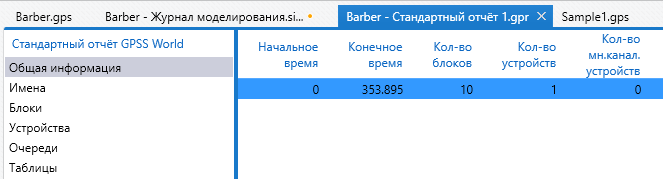 Barber.gps Barber - Журнал моделирования.si... Barber - Стандартный отчёт 1.gpr Sample1.gps
Стандартный отчёт GPSS World
Общая информация
Имена
Блоки
Устройства
Очереди
Таблицы
Начальное время Конечное время Кол-во блоков Кол-во устройств Кол-во мн.канал. устройств
0 353.895 10 1 0